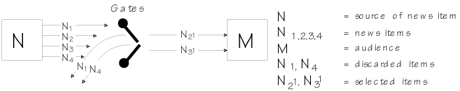 Gates
N
N₁
N₂
N₃
N₄
N₁ N₄
N₂¹
N₃¹
M
N = source of news item
N ₁,₂,₃,₄ = news items
M = audience
N ₁, N₄ = discarded items
N₂¹, N₃¹ = selected items